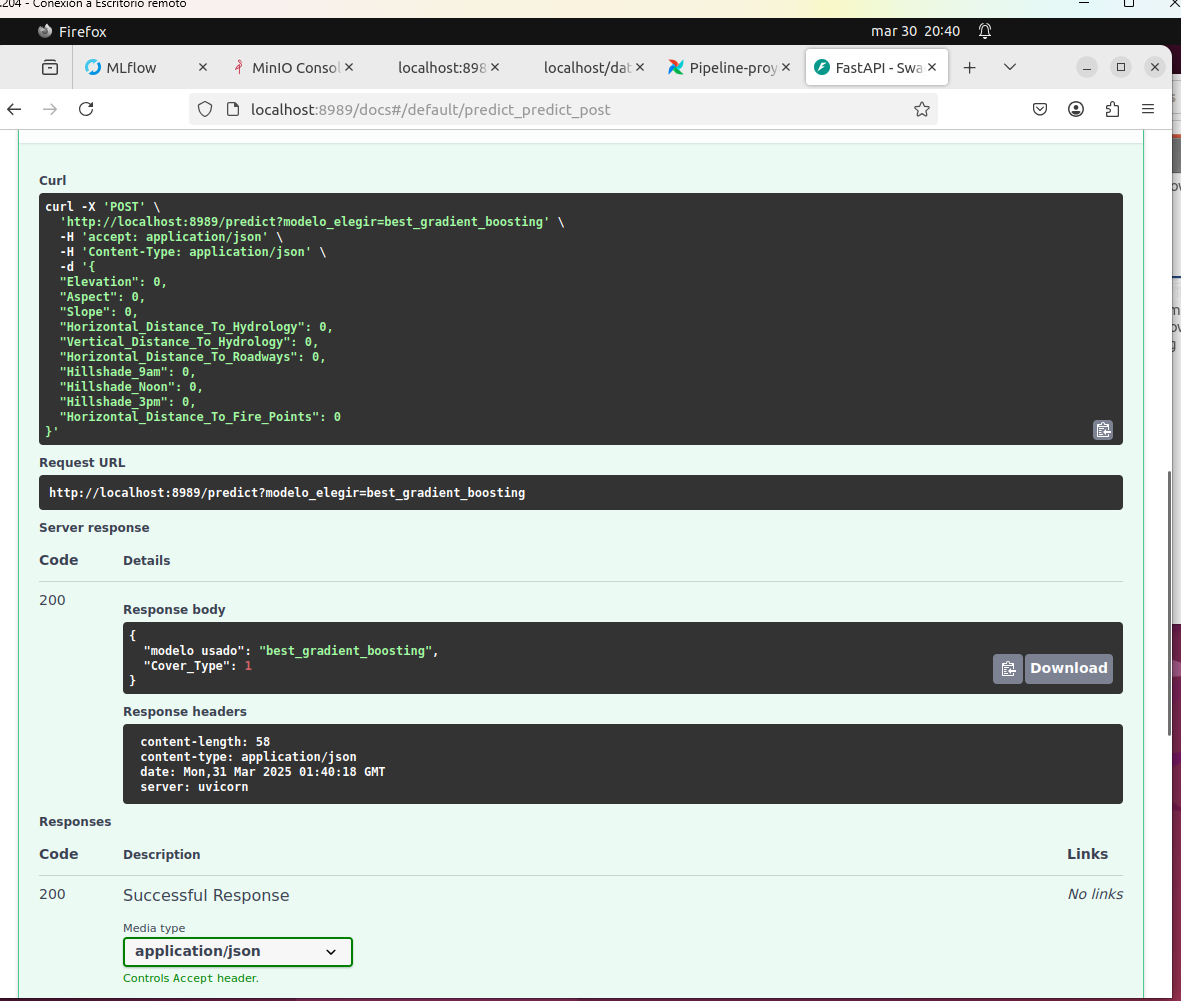 .204 - Conexión a Escritorio remoto
Firefox
mar 30 20:40
MLflow
MinIO Consol
localhost:898
localhost/dat
Pipeline-proy
FastAPI - Swa
localhost:8989/docs#/default/predict_predict_post
Curl
curl -X 'POST' \
'http://localhost:8989/predict?modelo_elegir=best_gradient_boosting' \
-H 'accept: application/json' \
-H 'Content-Type: application/json' \
-d '{
"Elevation": 0,
"Aspect": 0,
"Slope": 0,
"Horizontal_Distance_To_Hydrology": 0,
"Vertical_Distance_To_Hydrology": 0,
"Horizontal_Distance_To_Roadways": 0,
"Hillshade_9am": 0,
"Hillshade_Noon": 0,
"Hillshade_3pm": 0,
"Horizontal_Distance_To_Fire_Points": 0
}'
Request URL
http://localhost:8989/predict?modelo_elegir=best_gradient_boosting
Server response
Code Details
200
Response body
{
"modelo usado": "best_gradient_boosting",
"Cover_Type": 1
}
Download
Response headers
content-length: 58
content-type: application/json
date: Mon,31 Mar 2025 01:40:18 GMT
server: uvicorn
Responses
Code Description Links
200 Successful Response No links
Media type
application/json
Controls Accept header.